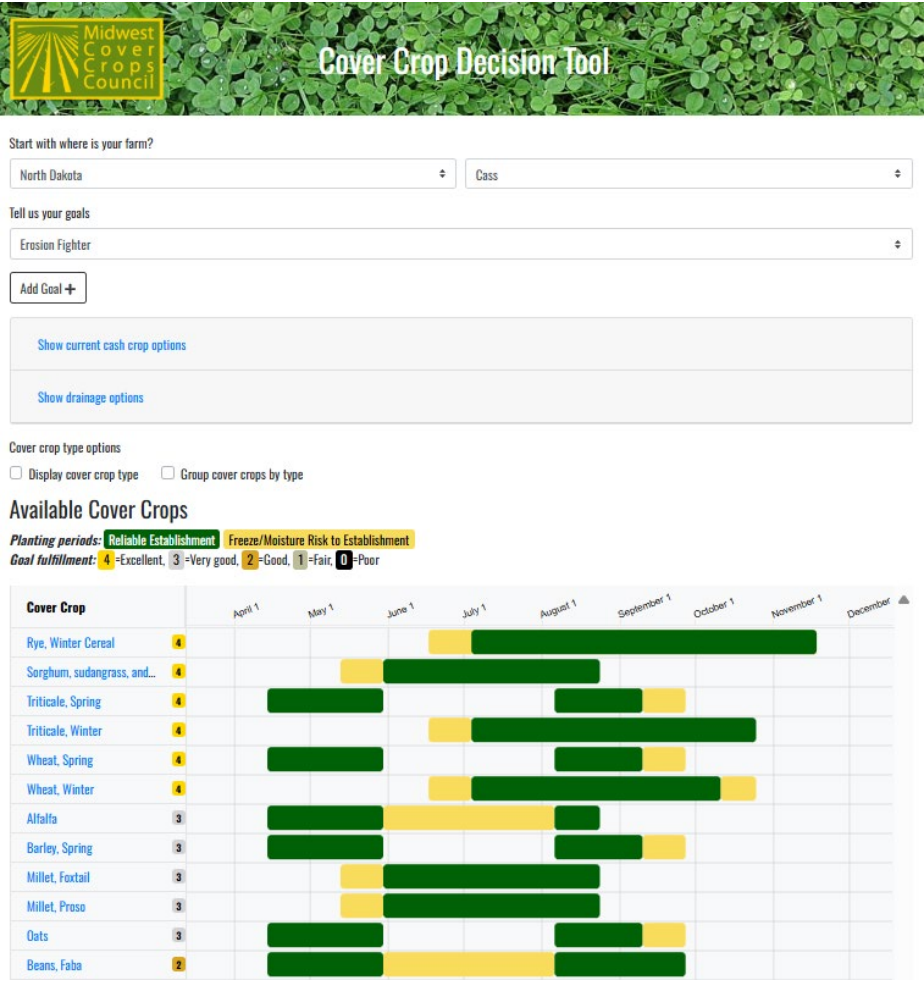 Midwest
Cover
Crops
Council
Cover Crop Decision Tool
Start with where is your farm?
North Dakota
Cass
Tell us your goals
Erosion Fighter
Add Goal +
Show current cash crop options
Show drainage options
Cover crop type options
Display cover crop type
Group cover crops by type
Available Cover Crops
Planting periods: Reliable Establishment Freeze/Moisture Risk to Establishment
Goal fulfillment: 4 =Excellent, 3 =Very good, 2 =Good, 1 =Fair, 0 =Poor
Cover Crop April 1 May 1 June 1 July 1 August 1 September 1 October 1 November 1 December
Rye, Winter Cereal 4
Sorghum, sudangrass, and... 4
Triticale, Spring 4
Triticale, Winter 4
Wheat, Spring 4
Wheat, Winter 4
Alfalfa 3
Barley, Spring 3
Millet, Foxtail 3
Millet, Proso 3
Oats 3
Beans, Faba 2